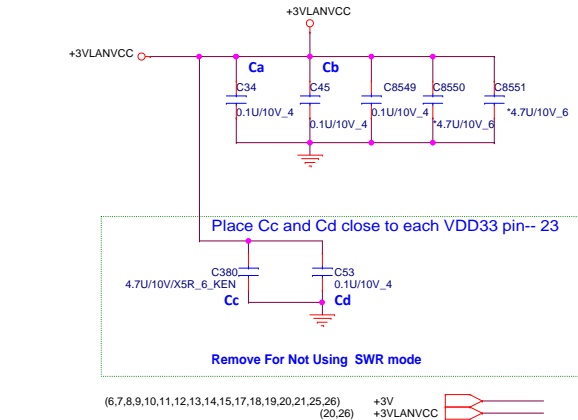 +3VLANVCC
+3VLANVCC
Ca Cb
C34 C45 C8549 C8550 C8551
0.1U/10V_4 0.1U/10V_4 0.1U/10V_4 *4.7U/10V_6 *4.7U/10V_6
Place Cc and Cd close to each VDD33 pin-- 23
C380 C53
4.7U/10V/X5R_6_KEN 0.1U/10V_4
Cc Cd
Remove For Not Using SWR mode
(6,7,8,9,10,11,12,13,14,15,17,18,19,20,21,25,26) +3V
(20,26) +3VLANVCC